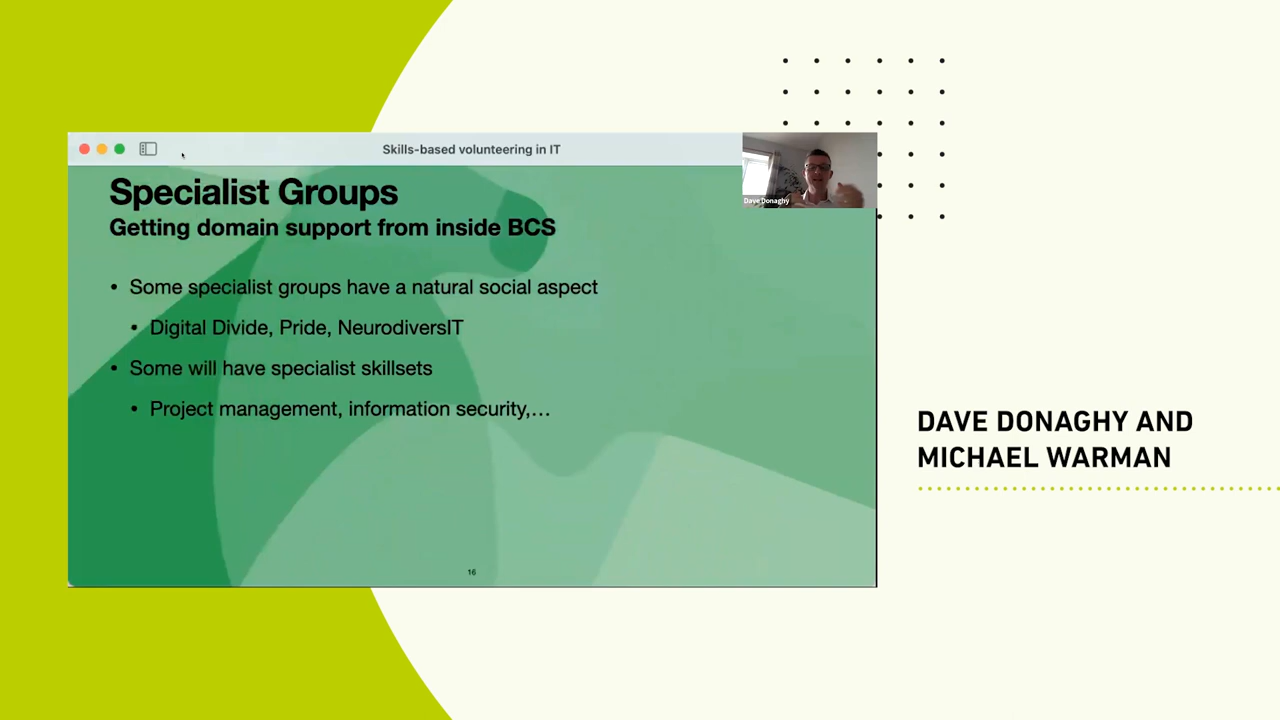 Skills-based volunteering in IT
Dave Donaghy
Specialist Groups
Getting domain support from inside BCS
• Some specialist groups have a natural social aspect
• Digital Divide, Pride, NeurodiversIT
• Some will have specialist skillsets
• Project management, information security,…
16
DAVE DONAGHY AND
MICHAEL WARMAN